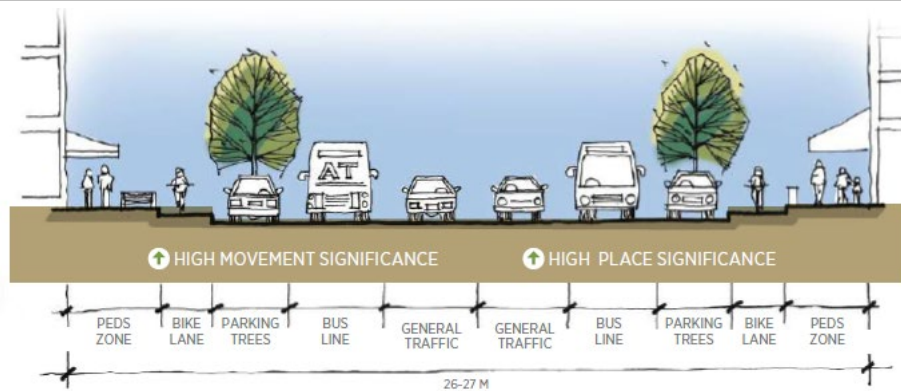 AT
HIGH MOVEMENT SIGNIFICANCE
HIGH PLACE SIGNIFICANCE
PEDS
ZONE
BIKE
LANE
PARKING
TREES
BUS
LINE
GENERAL
TRAFFIC
GENERAL
TRAFFIC
BUS
LINE
PARKING
TREES
BIKE
LANE
PEDS
ZONE
26-27 M